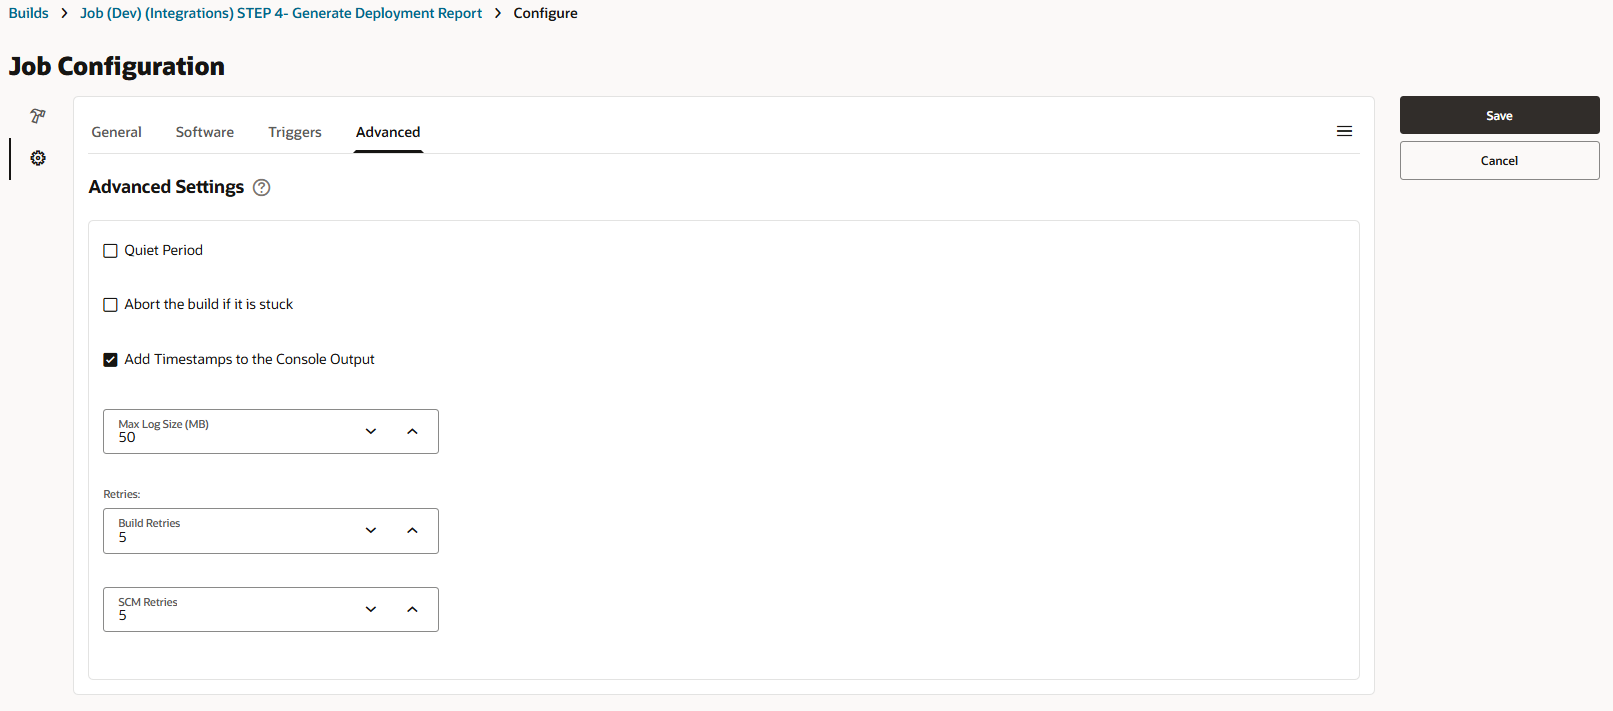 Builds > Job (Dev) (Integrations) STEP 4- Generate Deployment Report > Configure
Job Configuration
General Software Triggers Advanced
Save
Cancel
Advanced Settings ?
Quiet Period
Abort the build if it is stuck
Add Timestamps to the Console Output
Max Log Size (MB)
50
Retries:
Build Retries
5
SCM Retries
5